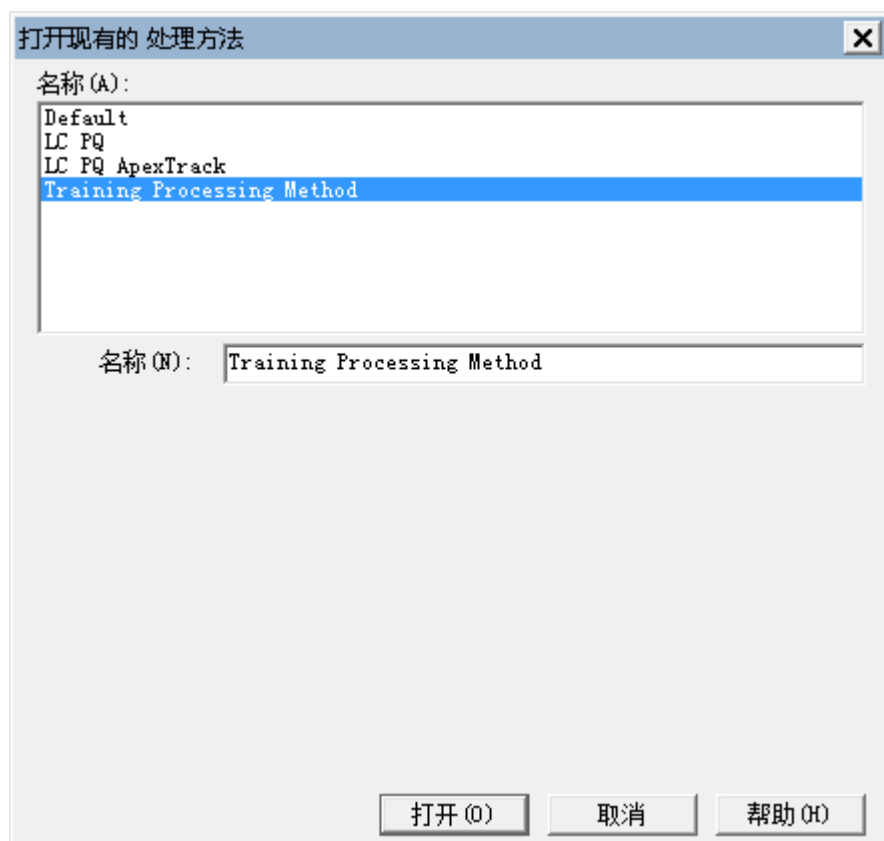 打开现有的 处理方法
名称(A):
Default
LC PQ
LC PQ ApexTrack
Training Processing Method
名称(N): Training Processing Method
打开(O) 取消 帮助(H)